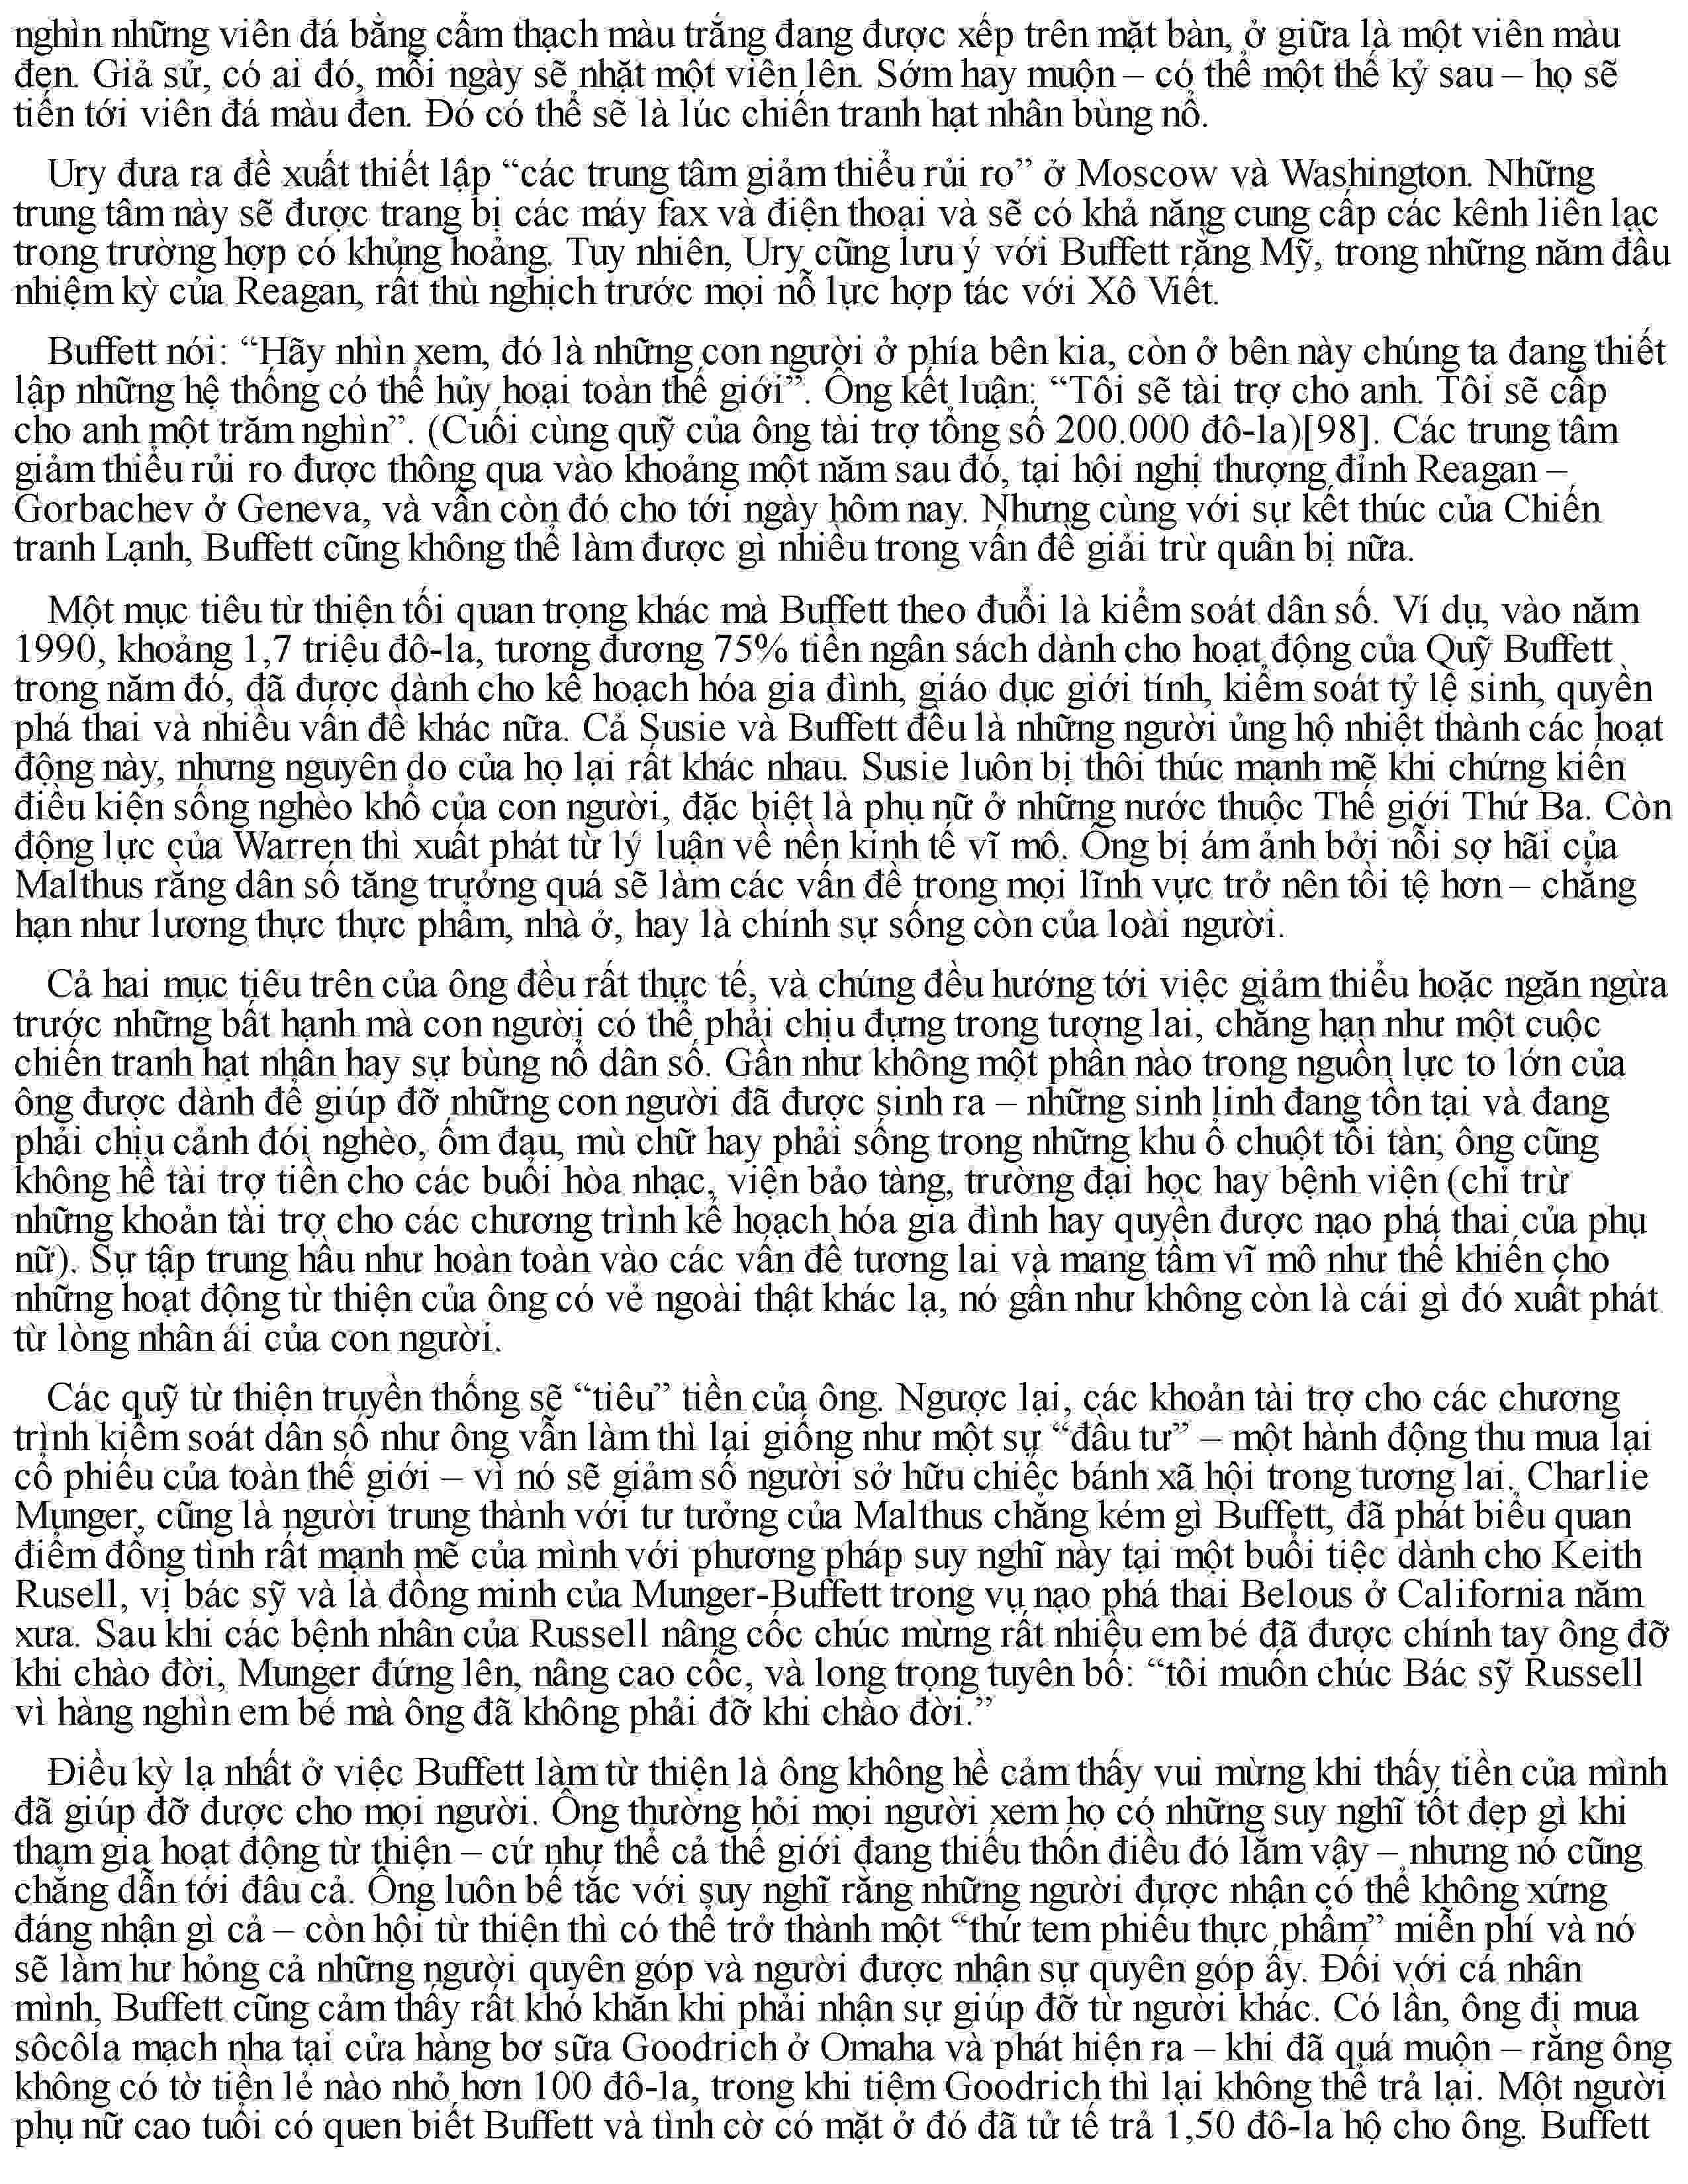 nghìn những viên đá bằng cẩm thạch màu trắng đang được xếp trên mặt bàn, ở giữa là một viên màu
đen. Giả sử, có ai đó, mỗi ngày sẽ nhặt một viên lên. Sớm hay muộn – có thể một thế kỷ sau – họ sẽ
tiến tới viên đá màu đen. Đó có thể sẽ là lúc chiến tranh hạt nhân bùng nổ.
Ury đưa ra đề xuất thiết lập “các trung tâm giảm thiểu rủi ro” ở Moscow và Washington. Những
trung tâm này sẽ được trang bị các máy fax và điện thoại và sẽ có khả năng cung cấp các kênh liên lạc
trong trường hợp có khủng hoảng. Tuy nhiên, Ury cũng lưu ý với Buffett rằng Mỹ, trong những năm đầu
nhiệm kỳ của Reagan, rất thù nghịch trước mọi nỗ lực hợp tác với Xô Viết.
Buffett nói: “Hãy nhìn xem, đó là những con người ở phía bên kia, còn ở bên này chúng ta đang thiết
lập những hệ thống có thể hủy hoại toàn thế giới”. Ông kết luận: “Tôi sẽ tài trợ cho anh. Tôi sẽ cấp
cho anh một trăm nghìn”. (Cuối cùng quỹ của ông tài trợ tổng số 200.000 đô-la)[98]. Các trung tâm
giảm thiểu rủi ro được thông qua vào khoảng một năm sau đó, tại hội nghị thượng đỉnh Reagan –
Gorbachev ở Geneva, và vẫn còn đó cho tới ngày hôm nay. Nhưng cùng với sự kết thúc của Chiến
tranh Lạnh, Buffett cũng không thể làm được gì nhiều trong vấn đề giải trừ quân bị nữa.
Một mục tiêu từ thiện tối quan trọng khác mà Buffett theo đuổi là kiểm soát dân số. Ví dụ, vào năm
1990, khoảng 1,7 triệu đô-la, tương đương 75% tiền ngân sách dành cho hoạt động của Quỹ Buffett
trong năm đó, đã được dành cho kế hoạch hóa gia đình, giáo dục giới tính, kiểm soát tỷ lệ sinh, quyền
phá thai và nhiều vấn đề khác nữa. Cả Susie và Buffett đều là những người ủng hộ nhiệt thành các hoạt
động này, nhưng nguyên do của họ lại rất khác nhau. Susie luôn bị thôi thúc mạnh mẽ khi chứng kiến
điều kiện sống nghèo khổ của con người, đặc biệt là phụ nữ ở những nước thuộc Thế giới Thứ Ba. Còn
động lực của Warren thì xuất phát từ lý luận về nền kinh tế vĩ mô. Ông bị ám ảnh bởi nỗi sợ hãi của
Malthus rằng dân số tăng trưởng quá sẽ làm các vấn đề trong mọi lĩnh vực trở nên tồi tệ hơn – chẳng
hạn như lương thực thực phẩm, nhà ở, hay là chính sự sống còn của loài người.
Cả hai mục tiêu trên của ông đều rất thực tế, và chúng đều hướng tới việc giảm thiểu hoặc ngăn ngừa
trước những bất hạnh mà con người có thể phải chịu đựng trong tương lai, chẳng hạn như một cuộc
chiến tranh hạt nhân hay sự bùng nổ dân số. Gần như không một phần nào trong nguồn lực to lớn của
ông được dành để giúp đỡ những con người đã được sinh ra – những sinh linh đang tồn tại và đang
phải chịu cảnh đói nghèo, ốm đau, mù chữ hay phải sống trong những khu ổ chuột tồi tàn; ông cũng
không hề tài trợ tiền cho các buổi hòa nhạc, viện bảo tàng, trường đại học hay bệnh viện (chỉ trừ
những khoản tài trợ cho các chương trình kế hoạch hóa gia đình hay quyền được nạo phá thai của phụ
nữ). Sự tập trung hầu như hoàn toàn vào các vấn đề tương lai và mang tầm vĩ mô như thế khiến cho
những hoạt động từ thiện của ông có vẻ ngoài thật khác lạ, nó gần như không còn là cái gì đó xuất phát
từ lòng nhân ái của con người.
Các quỹ từ thiện truyền thống sẽ “tiêu” tiền của ông. Ngược lại, các khoản tài trợ cho các chương
trình kiểm soát dân số như ông vẫn làm thì lại giống như một sự “đầu tư” – một hành động thu mua lại
cổ phiếu của toàn thế giới – vì nó sẽ giảm số người sở hữu chiếc bánh xã hội trong tương lai. Charlie
Munger, cũng là người trung thành với tư tưởng của Malthus chẳng kém gì Buffett, đã phát biểu quan
điểm đồng tình rất mạnh mẽ của mình với phương pháp suy nghĩ này tại một buổi tiệc dành cho Keith
Rusell, vị bác sỹ và là đồng minh của Munger-Buffett trong vụ nạo phá thai Belous ở California năm
xưa. Sau khi các bệnh nhân của Russell nâng cốc chúc mừng rất nhiều em bé đã được chính tay ông đỡ
khi chào đời, Munger đứng lên, nâng cao cốc, và long trọng tuyên bố: “tôi muốn chúc Bác sỹ Russell
vì hàng nghìn em bé mà ông đã không phải đỡ khi chào đời.”
Điều kỳ lạ nhất ở việc Buffett làm từ thiện là ông không hề cảm thấy vui mừng khi thấy tiền của mình
đã giúp đỡ được cho mọi người. Ông thường hỏi mọi người xem họ có những suy nghĩ tốt đẹp gì khi
tham gia hoạt động từ thiện – cứ như thể cả thế giới đang thiếu thốn điều đó lắm vậy – nhưng nó cũng
chẳng dẫn tới đâu cả. Ông luôn bế tắc với suy nghĩ rằng những người được nhận có thể không xứng
đáng nhận gì cả – còn hội từ thiện thì có thể trở thành một “thứ tem phiếu thực phẩm” miễn phí và nó
sẽ làm hư hỏng cả những người quyên góp và người được nhận sự quyên góp ấy. Đối với cá nhân
mình, Buffett cũng cảm thấy rất khó khăn khi phải nhận sự giúp đỡ từ người khác. Có lần, ông đi mua
sôcôla mạch nha tại cửa hàng bơ sữa Goodrich ở Omaha và phát hiện ra – khi đã quá muộn – rằng ông
không có tờ tiền lẻ nào nhỏ hơn 100 đô-la, trong khi tiệm Goodrich thì lại không thể trả lại. Một người
phụ nữ cao tuổi có quen biết Buffett và tình cờ có mặt ở đó đã tử tế trả 1,50 đô-la hộ cho ông. Buffett